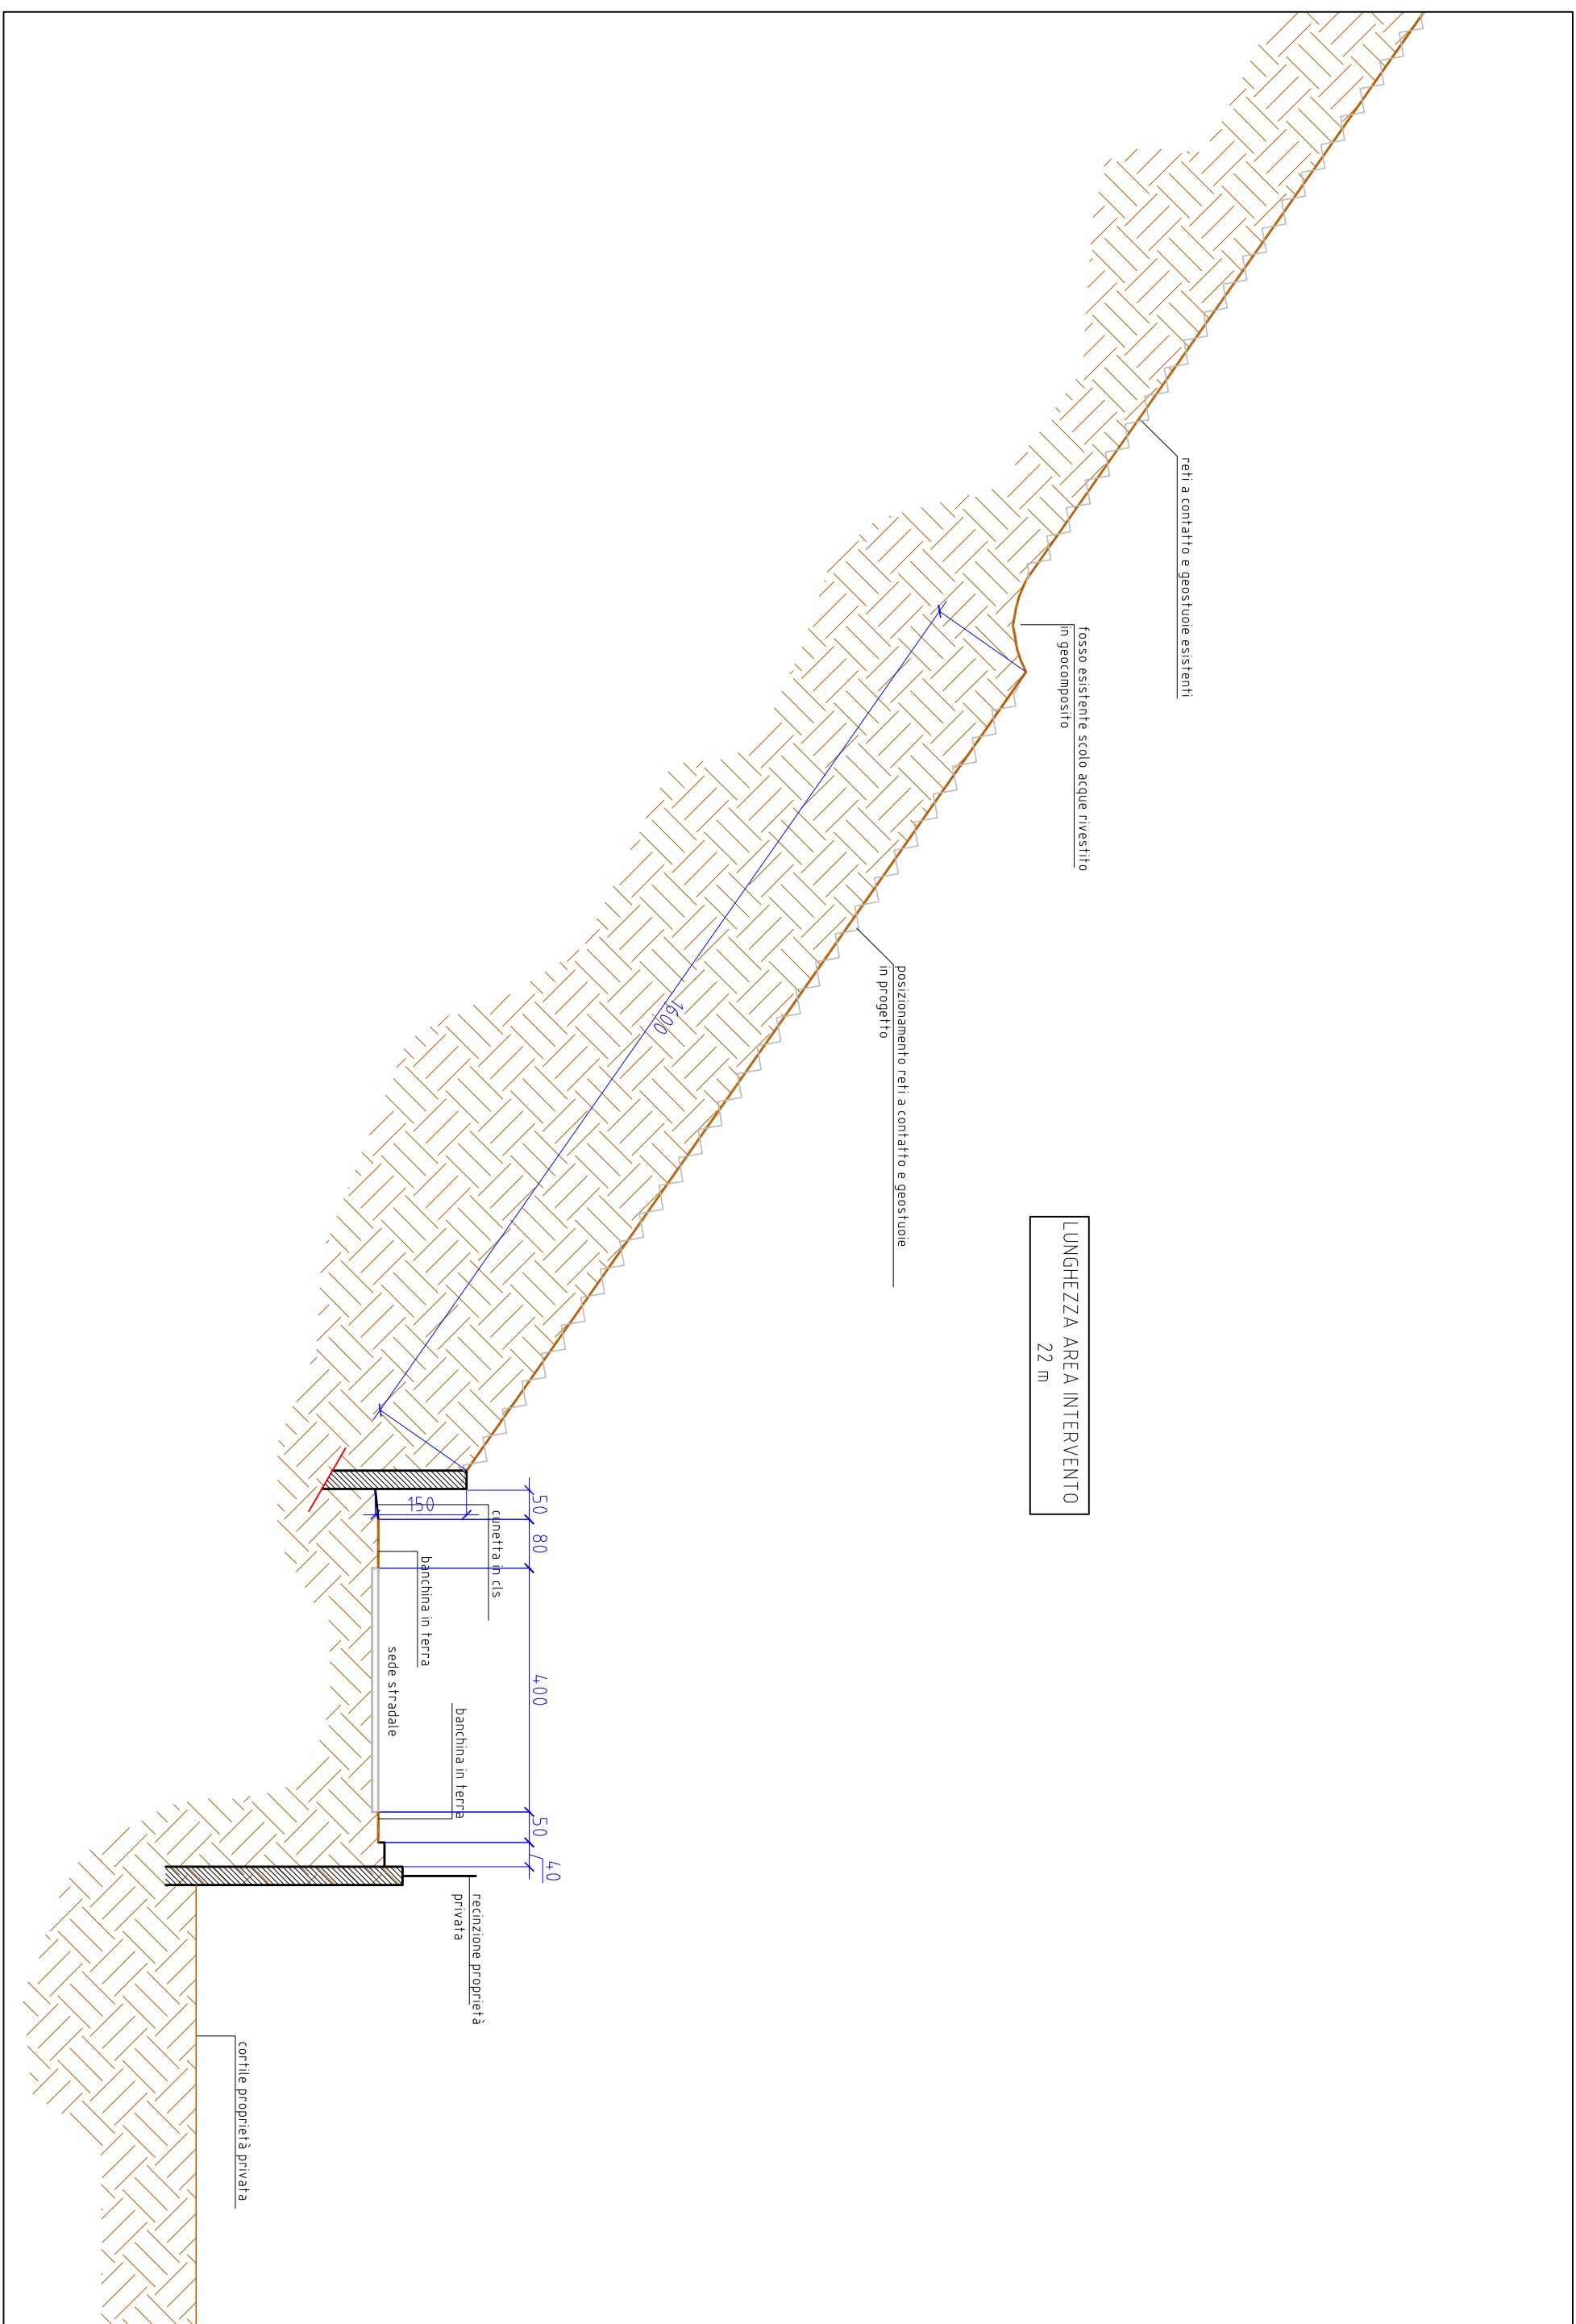 reti a contatto e geostuoie esistenti
fosso esistente scolo acque rivestito
in geocomposito
posizionamento reti a contatto e geostuoie
in progetto
LUNGHEZZA AREA INTERVENTO
22 m
1600
150
50
80
400
50
40
cunetta in cls
banchina in terra
sede stradale
banchina in terra
recinzione proprietà
privata
cortile proprietà privata